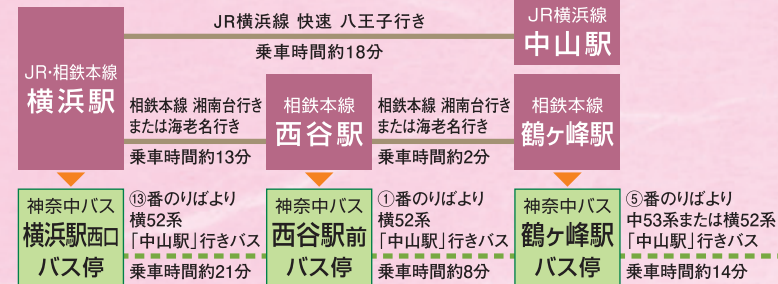 JR横浜線 快速 八王子行き
乗車時間約18分
JR横浜線
中山駅
JR・相鉄本線
横浜駅
相鉄本線 湘南台行き
または海老名行き
乗車時間約13分
相鉄本線
西谷駅
相鉄本線 湘南台行き
または海老名行き
乗車時間約2分
相鉄本線
鶴ヶ峰駅
神奈中バス
横浜駅西口
バス停
⑬番のりばより
横52系
「中山駅」行きバス
乗車時間約21分
神奈中バス
西谷駅前
バス停
①番のりばより
横52系
「中山駅」行きバス
乗車時間約8分
神奈中バス
鶴ヶ峰駅
バス停
⑤番のりばより
中53系または横52系
「中山駅」行きバス
乗車時間約14分